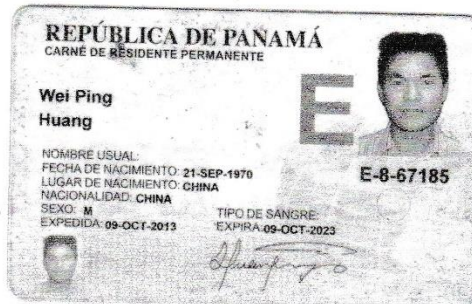 REPÚBLICA DE PANAMÁ
CARNÉ DE RESIDENTE PERMANENTE
Wei Ping
Huang
E
E-8-67185
NOMBRE USUAL:
FECHA DE NACIMIENTO: 21-SEP-1970
LUGAR DE NACIMIENTO: CHINA
NACIONALIDAD: CHINA
SEXO: M
TIPO DE SANGRE:
EXPEDIDA: 09-OCT-2013
EXPIRA: 09-OCT-2023